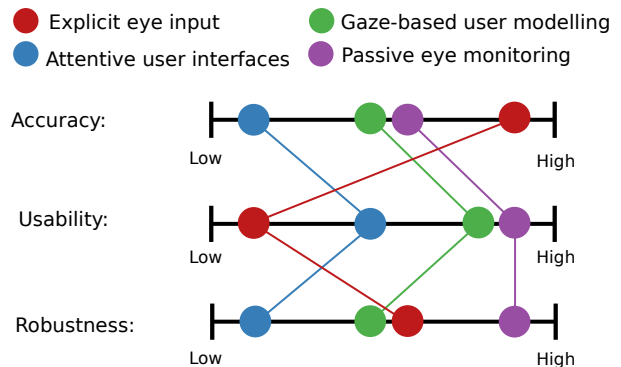 Explicit eye input
Gaze-based user modelling
Attentive user interfaces
Passive eye monitoring
Accuracy:
Low
High
Usability:
Low
High
Robustness:
Low
High